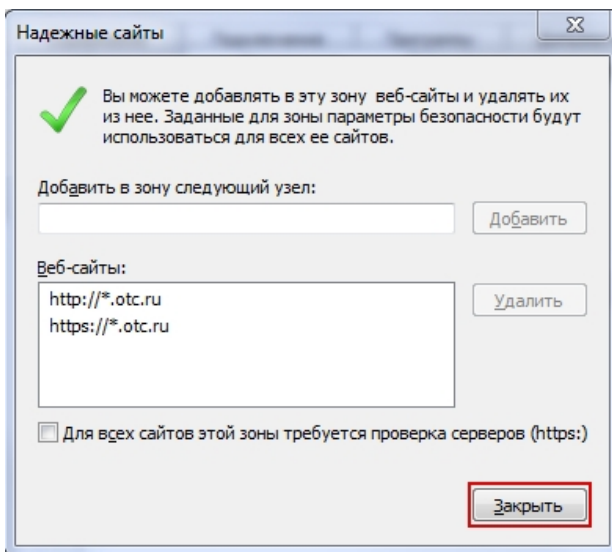 Надежные сайты
Вы можете добавлять в эту зону веб-сайты и удалять их
из нее. Заданные для зоны параметры безопасности будут
использоваться для всех ее сайтов.
Добавить в зону следующий узел:
Добавить
Веб-сайты:
http://*.otc.ru
https://*.otc.ru
Удалить
Для всех сайтов этой зоны требуется проверка серверов (https:)
Закрыть